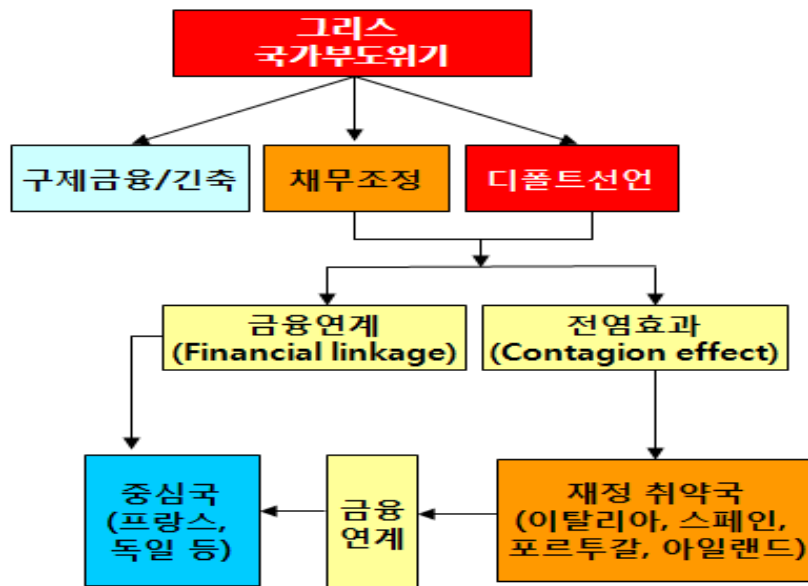 그리스
국가부도위기
구제금융/긴축
채무조정
디폴트선언
금융연계
(Financial linkage)
전염효과
(Contagion effect)
중심국
(프랑스,
독일 등)
금융
연계
재정 취약국
(이탈리아, 스페인,
포르투갈, 아일랜드)